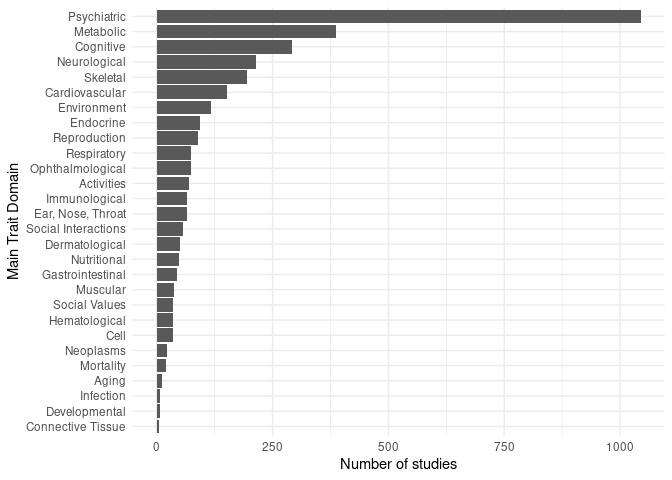 Main Trait Domain
Psychiatric
Metabolic
Cognitive
Neurological
Skeletal
Cardiovascular
Environment
Endocrine
Reproduction
Respiratory
Ophthalmological
Activities
Immunological
Ear, Nose, Throat
Social Interactions
Dermatological
Nutritional
Gastrointestinal
Muscular
Social Values
Hematological
Cell
Neoplasms
Mortality
Aging
Infection
Developmental
Connective Tissue
0 250 500 750 1000
Number of studies